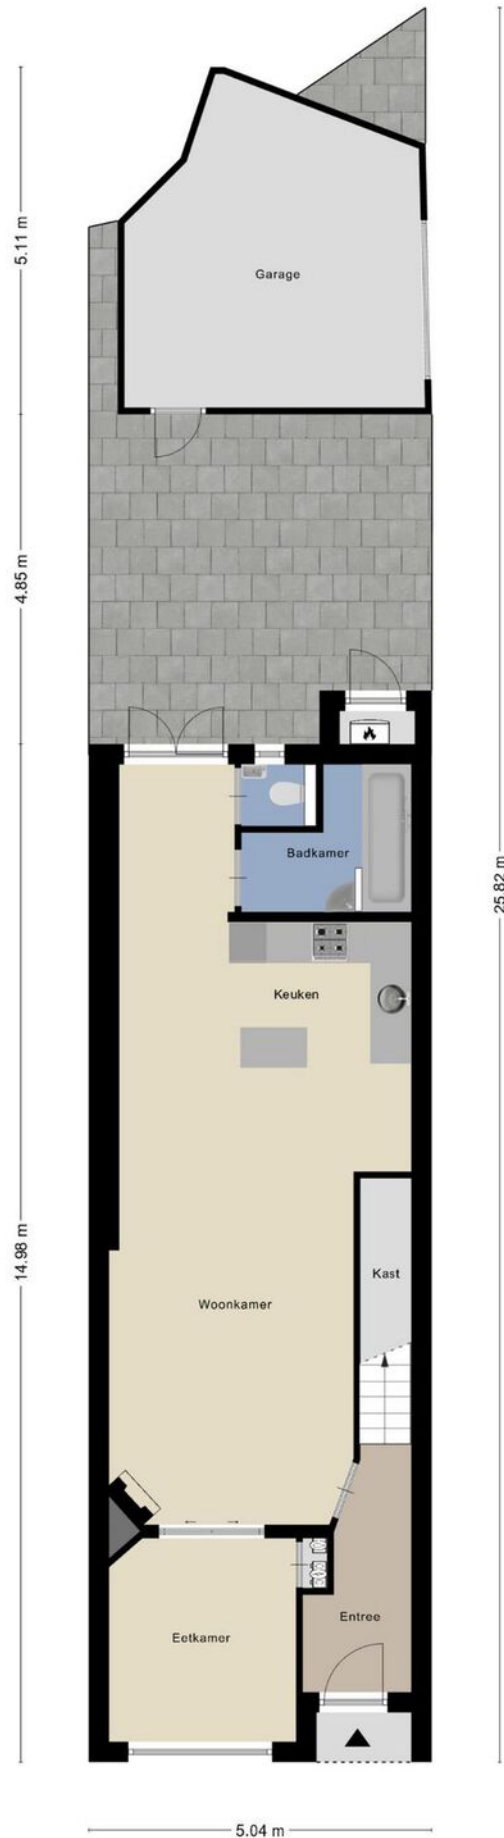 5.11 m
Garage
4.85 m
25.82 m
Badkamer
Keuken
14.98 m
Kast
Woonkamer
Entree
Eetkamer
5.04 m